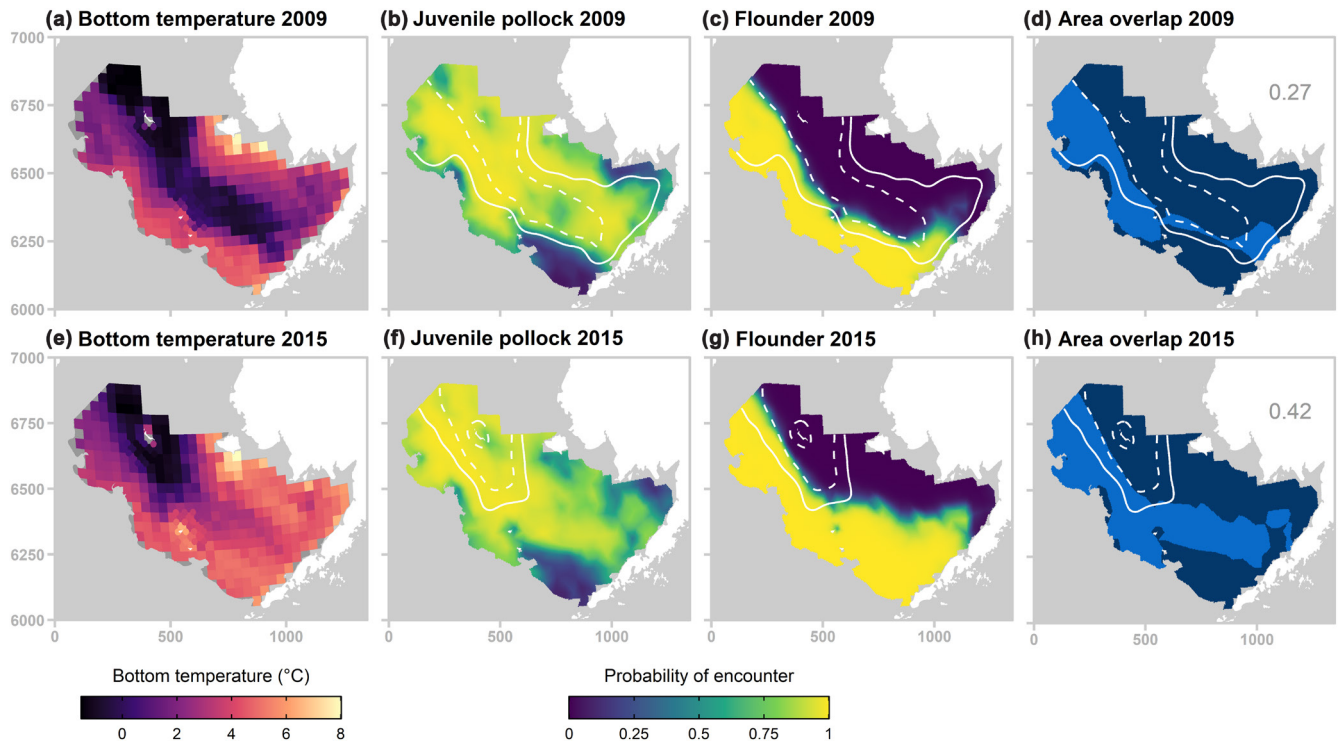 (a) Bottom temperature 2009
(b) Juvenile pollock 2009
(c) Flounder 2009
(d) Area overlap 2009
7000
6750
6500
6250
6000
0.27
(e) Bottom temperature 2015
(f) Juvenile pollock 2015
(g) Flounder 2015
(h) Area overlap 2015
7000
6750
6500
6250
6000
0.42
0 500 1000
0 500 1000
0 500 1000
0 500 1000
Bottom temperature (°C)
0 2 4 6 8
Probability of encounter
0 0.25 0.5 0.75 1